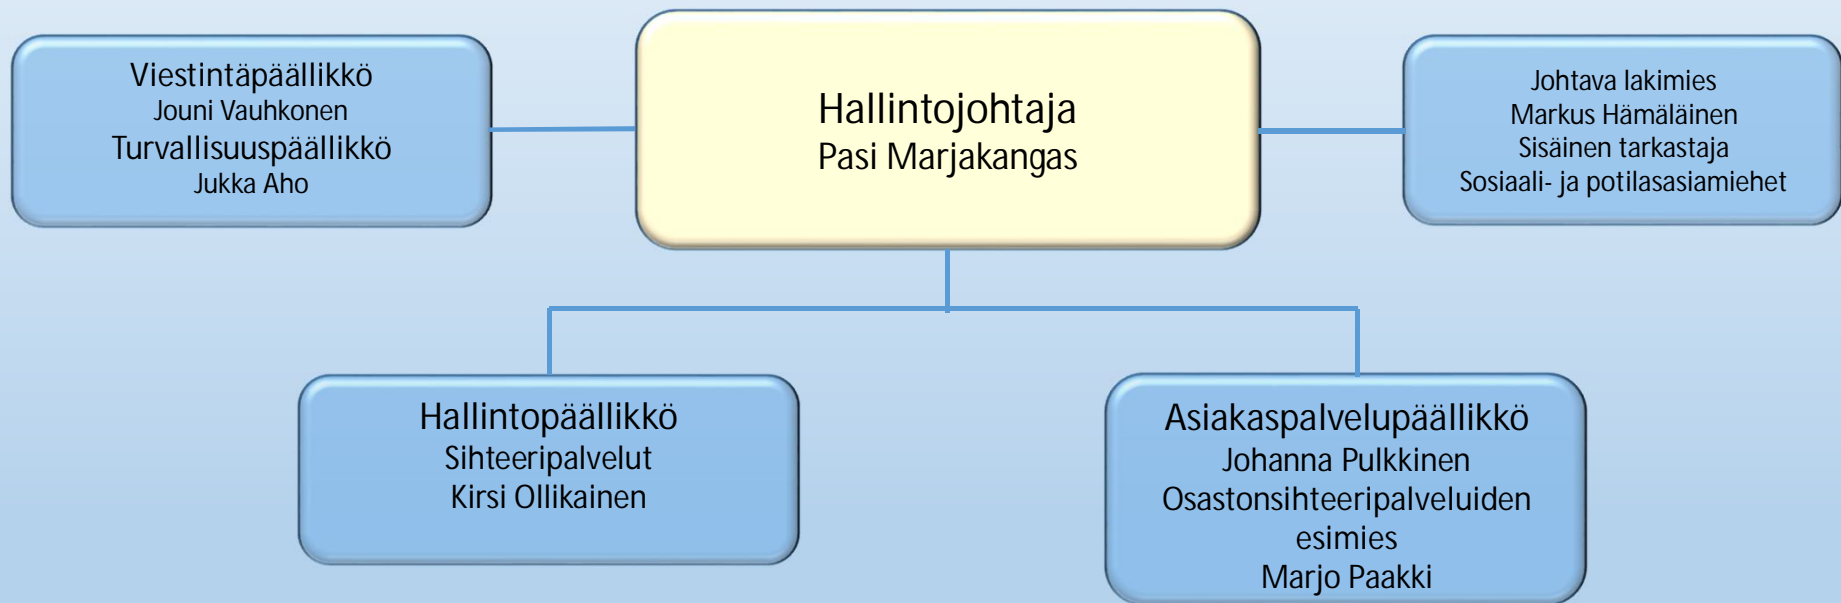 Viestintäpäällikkö
Jouni Vauhkonen
Turvallisuuspäällikkö
Jukka Aho
Hallintojohtaja
Pasi Marjakangas
Johtava lakimies
Markus Hämäläinen
Sisäinen tarkastaja
Sosiaali- ja potilasasiamiehet
Hallintopäällikkö
Sihteeripalvelut
Kirsi Ollikainen
Asiakaspalvelupäällikkö
Johanna Pulkkinen
Osastonsihteeripalveluiden
esimies
Marjo Paakki